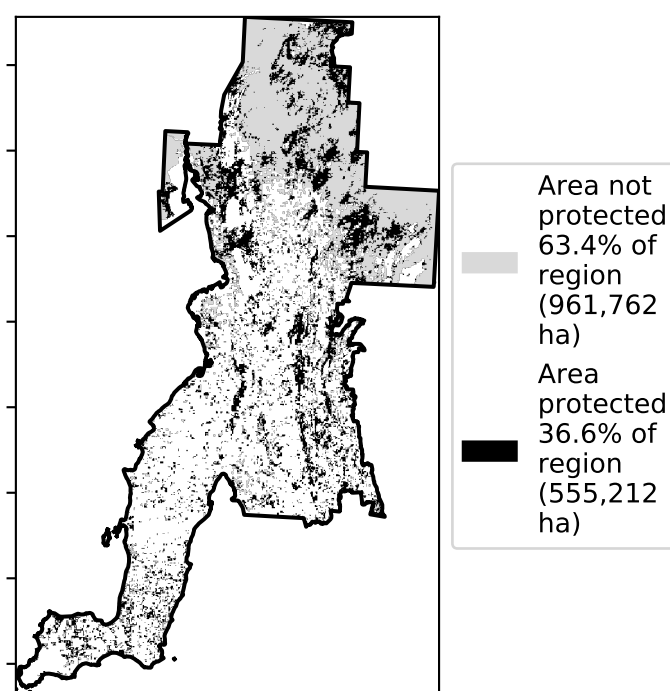 Area not
protected
63.4% of
region
(961,762
ha)
Area
protected
36.6% of
region
(555,212
ha)